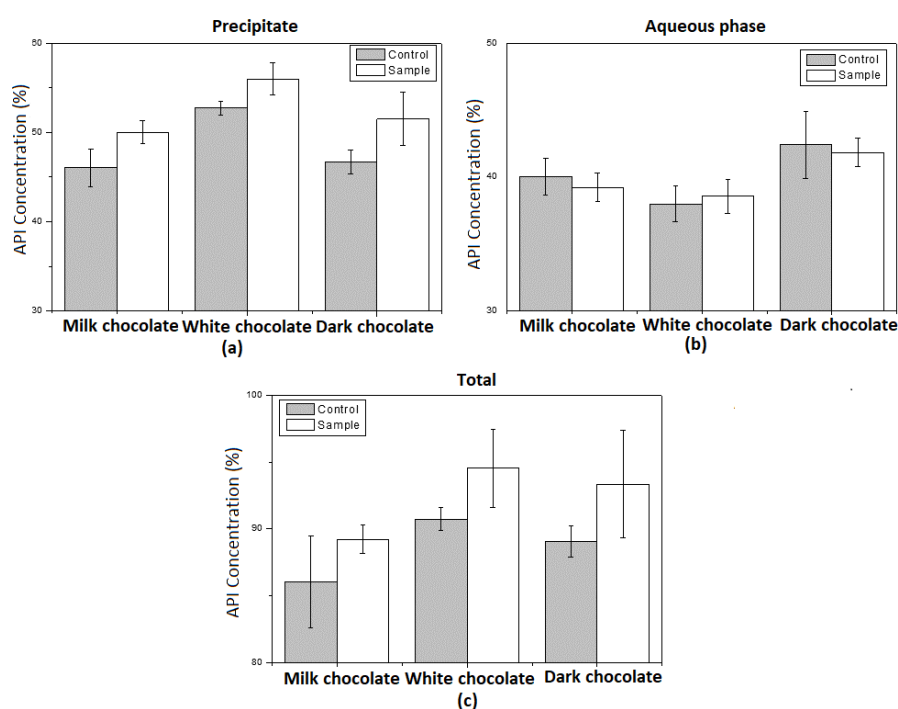 Precipitate
60
50
40
30
API Concentration (%)
Control
Sample
Milk chocolate White chocolate Dark chocolate
(a)
Aqueous phase
50
40
30
API Concentration (%)
Control
Sample
Milk chocolate White chocolate Dark chocolate
(b)
Total
100
90
80
API Concentration (%)
Control
Sample
Milk chocolate White chocolate Dark chocolate
(c)